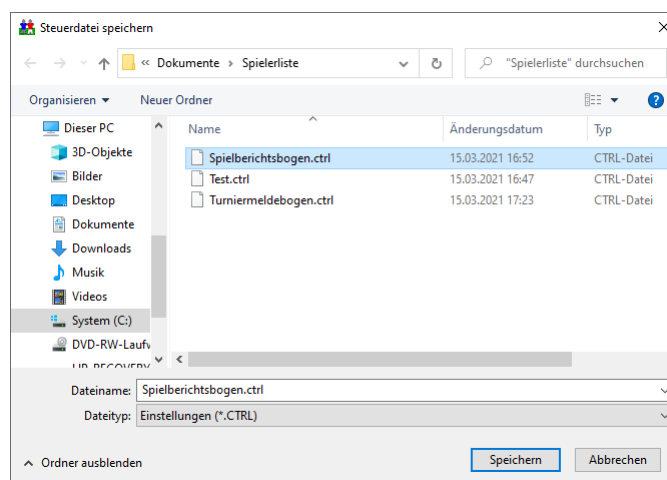 Steuerdatei speichern
« Dokumente › Spielerliste
"Spielerliste" durchsuchen
Organisieren
Neuer Ordner
Dieser PC
3D-Objekte
Bilder
Desktop
Dokumente
Downloads
Musik
Videos
System (C:)
DVD-RW-Laufw
Name Änderungsdatum Typ
Spielberichtsbogen.ctrl 15.03.2021 16:52 CTRL-Datei
Test.ctrl 15.03.2021 16:47 CTRL-Datei
Turniermeldebogen.ctrl 15.03.2021 17:23 CTRL-Datei
Dateiname: Spielberichtsbogen.ctrl
Dateityp: Einstellungen (*.CTRL)
Ordner ausblenden
Speichern
Abbrechen